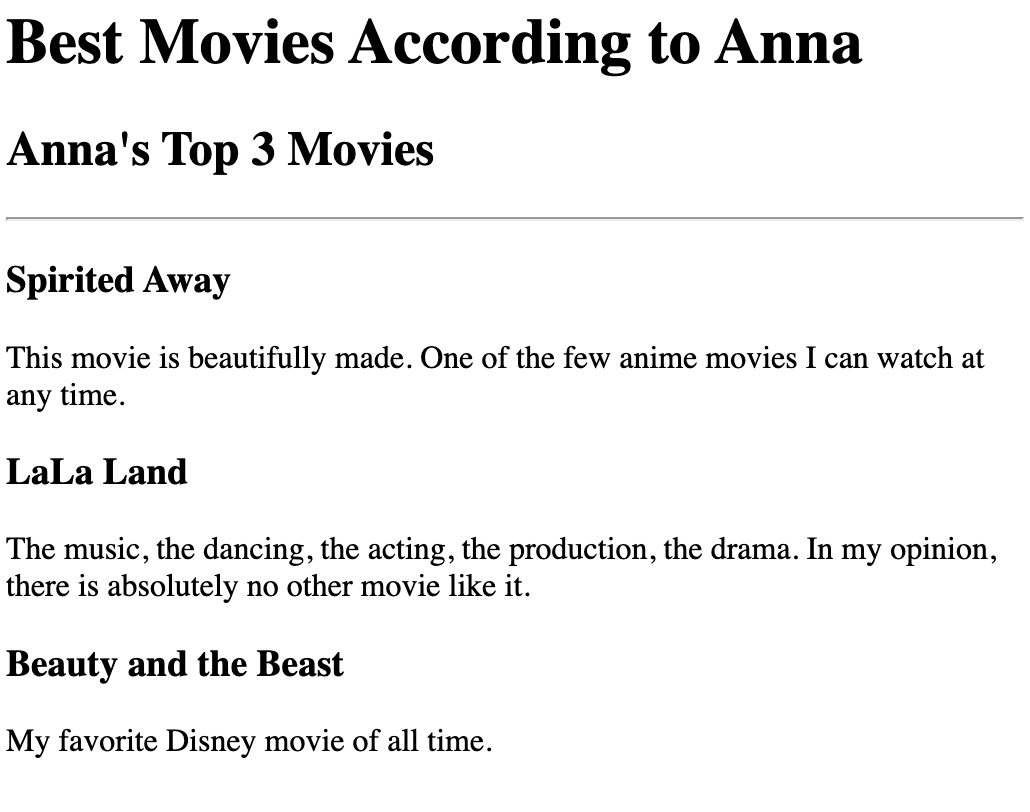 Best Movies According to Anna
Anna's Top 3 Movies
Spirited Away
This movie is beautifully made. One of the few anime movies I can watch at
any time.
LaLa Land
The music, the dancing, the acting, the production, the drama. In my opinion,
there is absolutely no other movie like it.
Beauty and the Beast
My favorite Disney movie of all time.